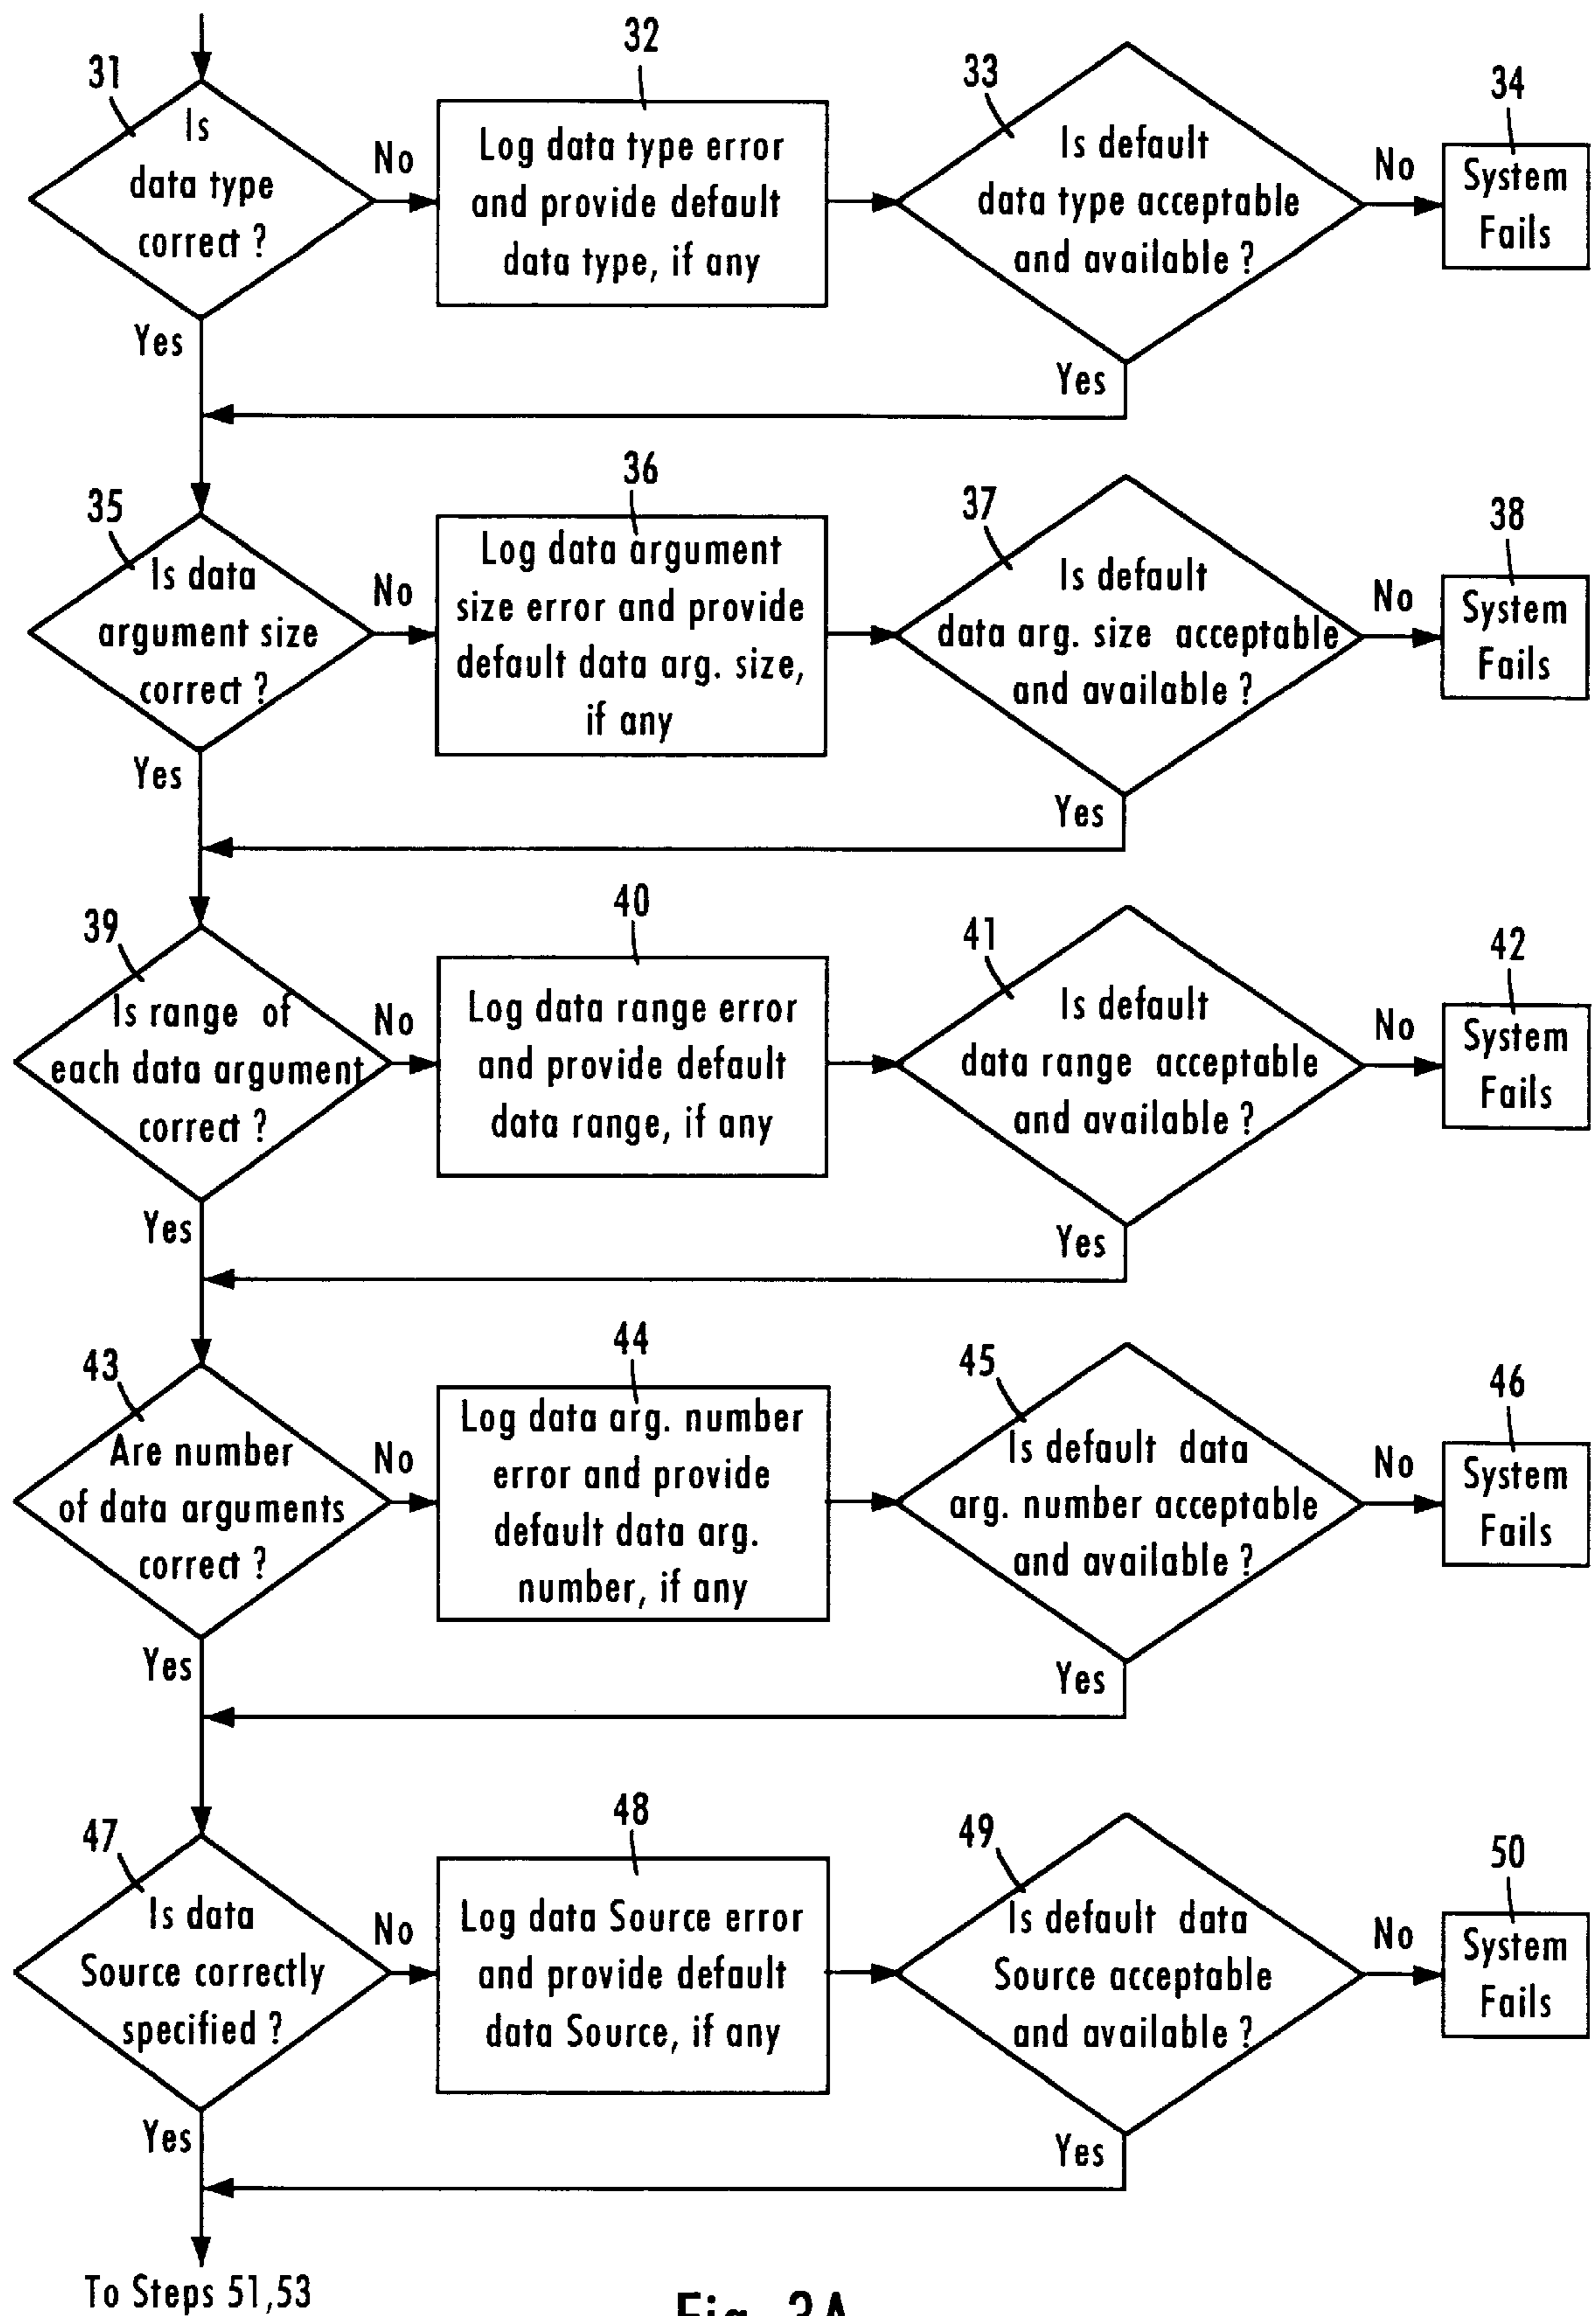 31
Is
data type
correct ?
Yes
No
32
Log data type error
and provide default
data type, if any
33
Is default
data type acceptable
and available ?
Yes
No
34
System
Fails
35
Is data
argument size
correct ?
Yes
No
36
Log data argument
size error and provide
default data arg. size,
if any
37
Is default
data arg. size acceptable
and available ?
Yes
No
38
System
Fails
39
Is range of
each data argument
correct ?
Yes
No
40
Log data range error
and provide default
data range, if any
41
Is default
data range acceptable
and available ?
Yes
No
42
System
Fails
43
Are number
of data arguments
correct ?
Yes
No
44
Log data arg. number
error and provide
default data arg.
number, if any
45
Is default data
arg. number acceptable
and available ?
Yes
No
46
System
Fails
47
Is data
Source correctly
specified ?
Yes
No
48
Log data Source error
and provide default
data Source, if any
49
Is default data
Source acceptable
and available ?
Yes
No
50
System
Fails
To Steps 51,53
Fig. 3A